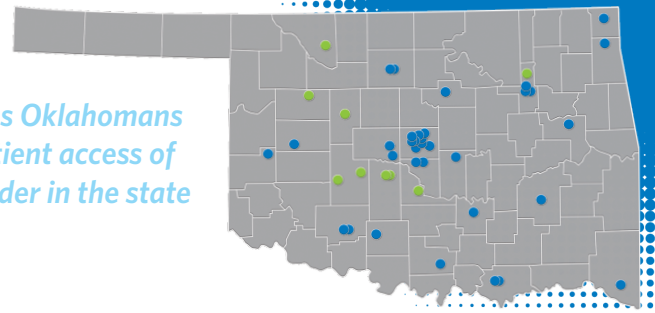 s Oklahomans
ient access of
der in the state